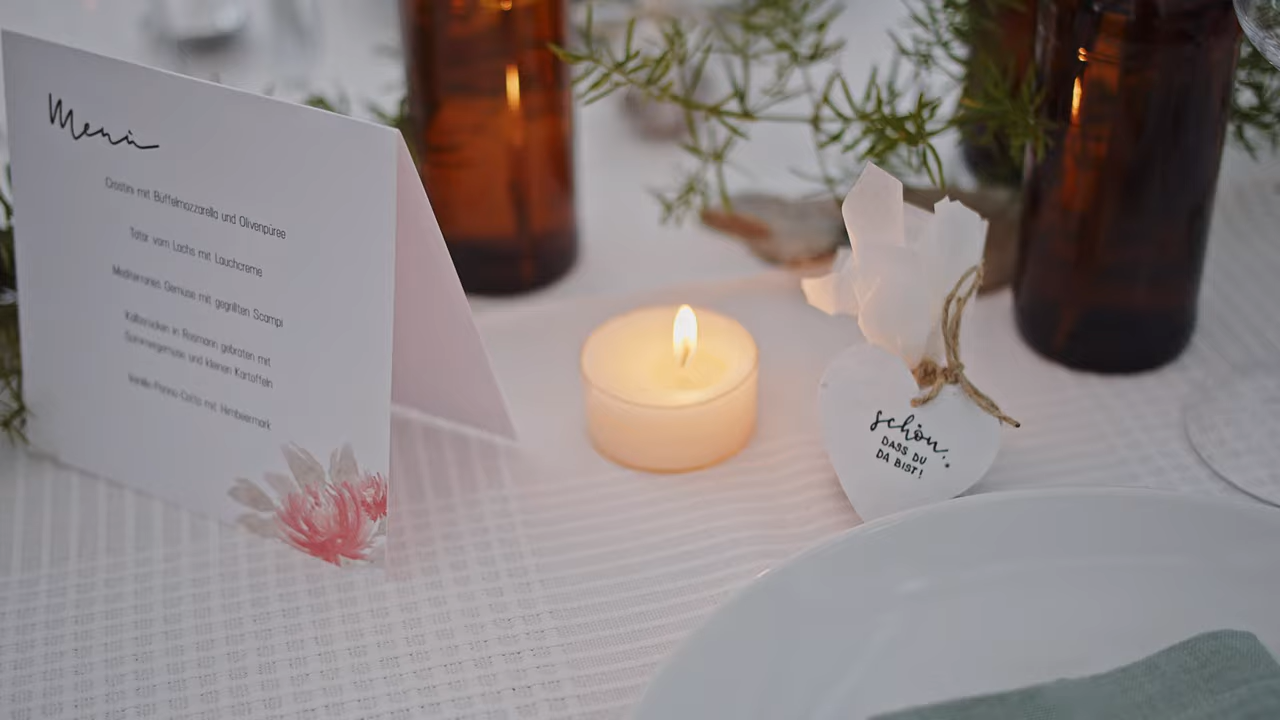 Menü
Crostini mit Büffelmozzarella und Olivenpüree
Tatar vom Lachs mit Lauchcreme
Mediterranes Gemüse mit gegrillten Scampi
Kalbsrücken in Rosmarin gebraten mit
Sommergemüse und kleinen Kartoffeln
Vanille-Panna-Cotta mit Himbeermark
schön..
DASS DU
DA BIST!